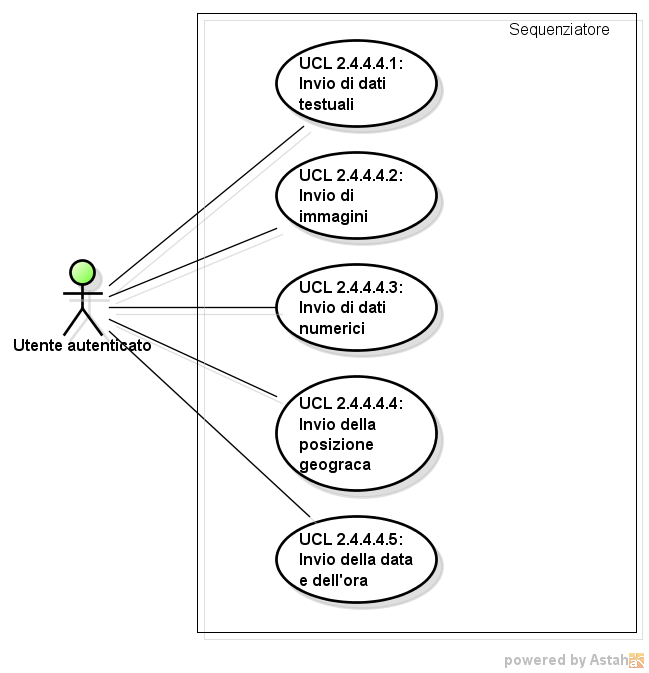 Sequenziatore
UCL 2.4.4.4.1:
Invio di dati
testuali
UCL 2.4.4.4.2:
Invio di
immagini
UCL 2.4.4.4.3:
Invio di dati
numerici
Utente autenticato
UCL 2.4.4.4.4:
Invio della
posizione
geograca
UCL 2.4.4.4.5:
Invio della data
e dell'ora
powered by Astah